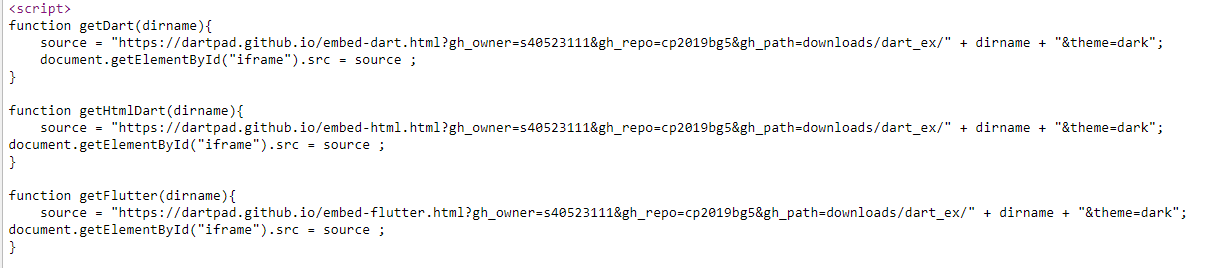 <script>
function getDart(dirname){
    source = "https://dartpad.github.io/embed-dart.html?gh_owner=s40523111&gh_repo=cp2019bg5&gh_path=downloads/dart_ex/" + dirname + "&theme=dark";
    document.getElementById("iframe").src = source ;
}

function getHtmlDart(dirname){
    source = "https://dartpad.github.io/embed-html.html?gh_owner=s40523111&gh_repo=cp2019bg5&gh_path=downloads/dart_ex/" + dirname + "&theme=dark";
document.getElementById("iframe").src = source ;
}

function getFlutter(dirname){
    source = "https://dartpad.github.io/embed-flutter.html?gh_owner=s40523111&gh_repo=cp2019bg5&gh_path=downloads/dart_ex/" + dirname + "&theme=dark";
document.getElementById("iframe").src = source ;
}